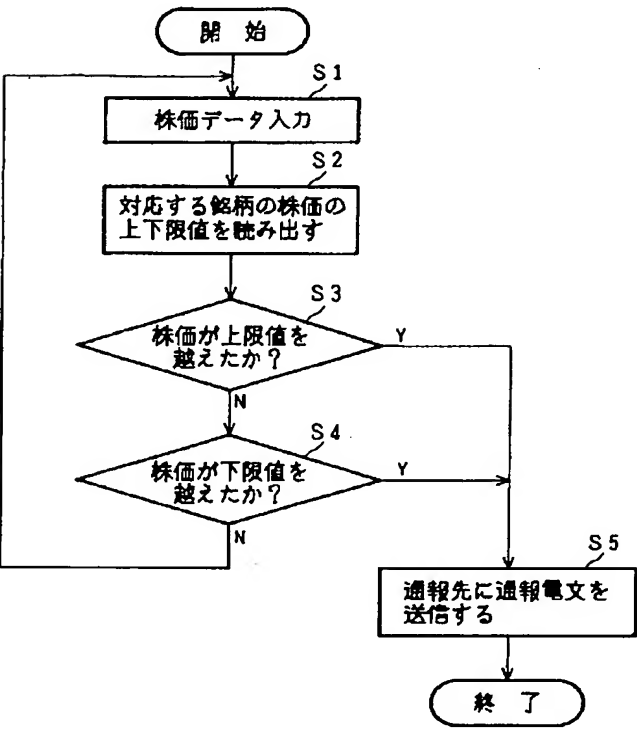 開 始
S1
株価データ入力
S2
対応する銘柄の株価の
上下限値を読み出す
S3
株価が上限値を
越えたか？
Y
N
S4
株価が下限値を
越えたか？
Y
N
S5
通報先に通報電文を
送信する
終 了